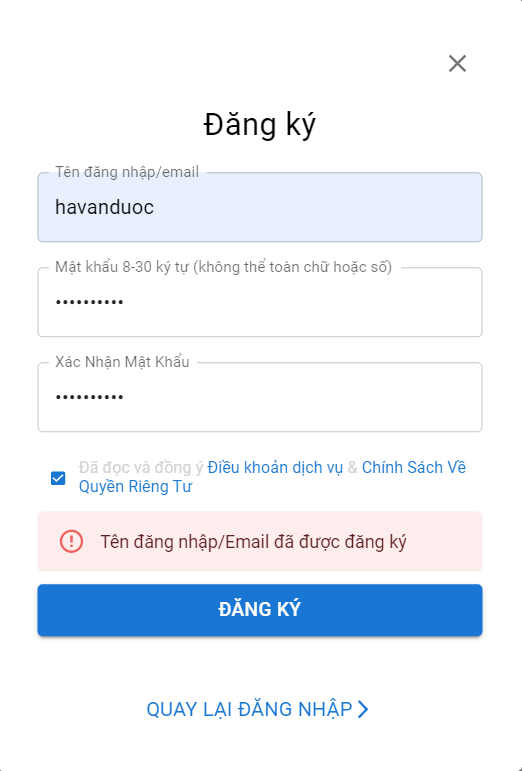 Đăng ký
Tên đăng nhập/email
havanduoc
Mật khẩu 8-30 ký tự (không thể toàn chữ hoặc số)
••••••••••
Xác Nhận Mật Khẩu
••••••••••
Đã đọc và đồng ý Điều khoản dịch vụ & Chính Sách Về
Quyền Riêng Tư
Tên đăng nhập/Email đã được đăng ký
ĐĂNG KÝ
QUAY LẠI ĐĂNG NHẬP